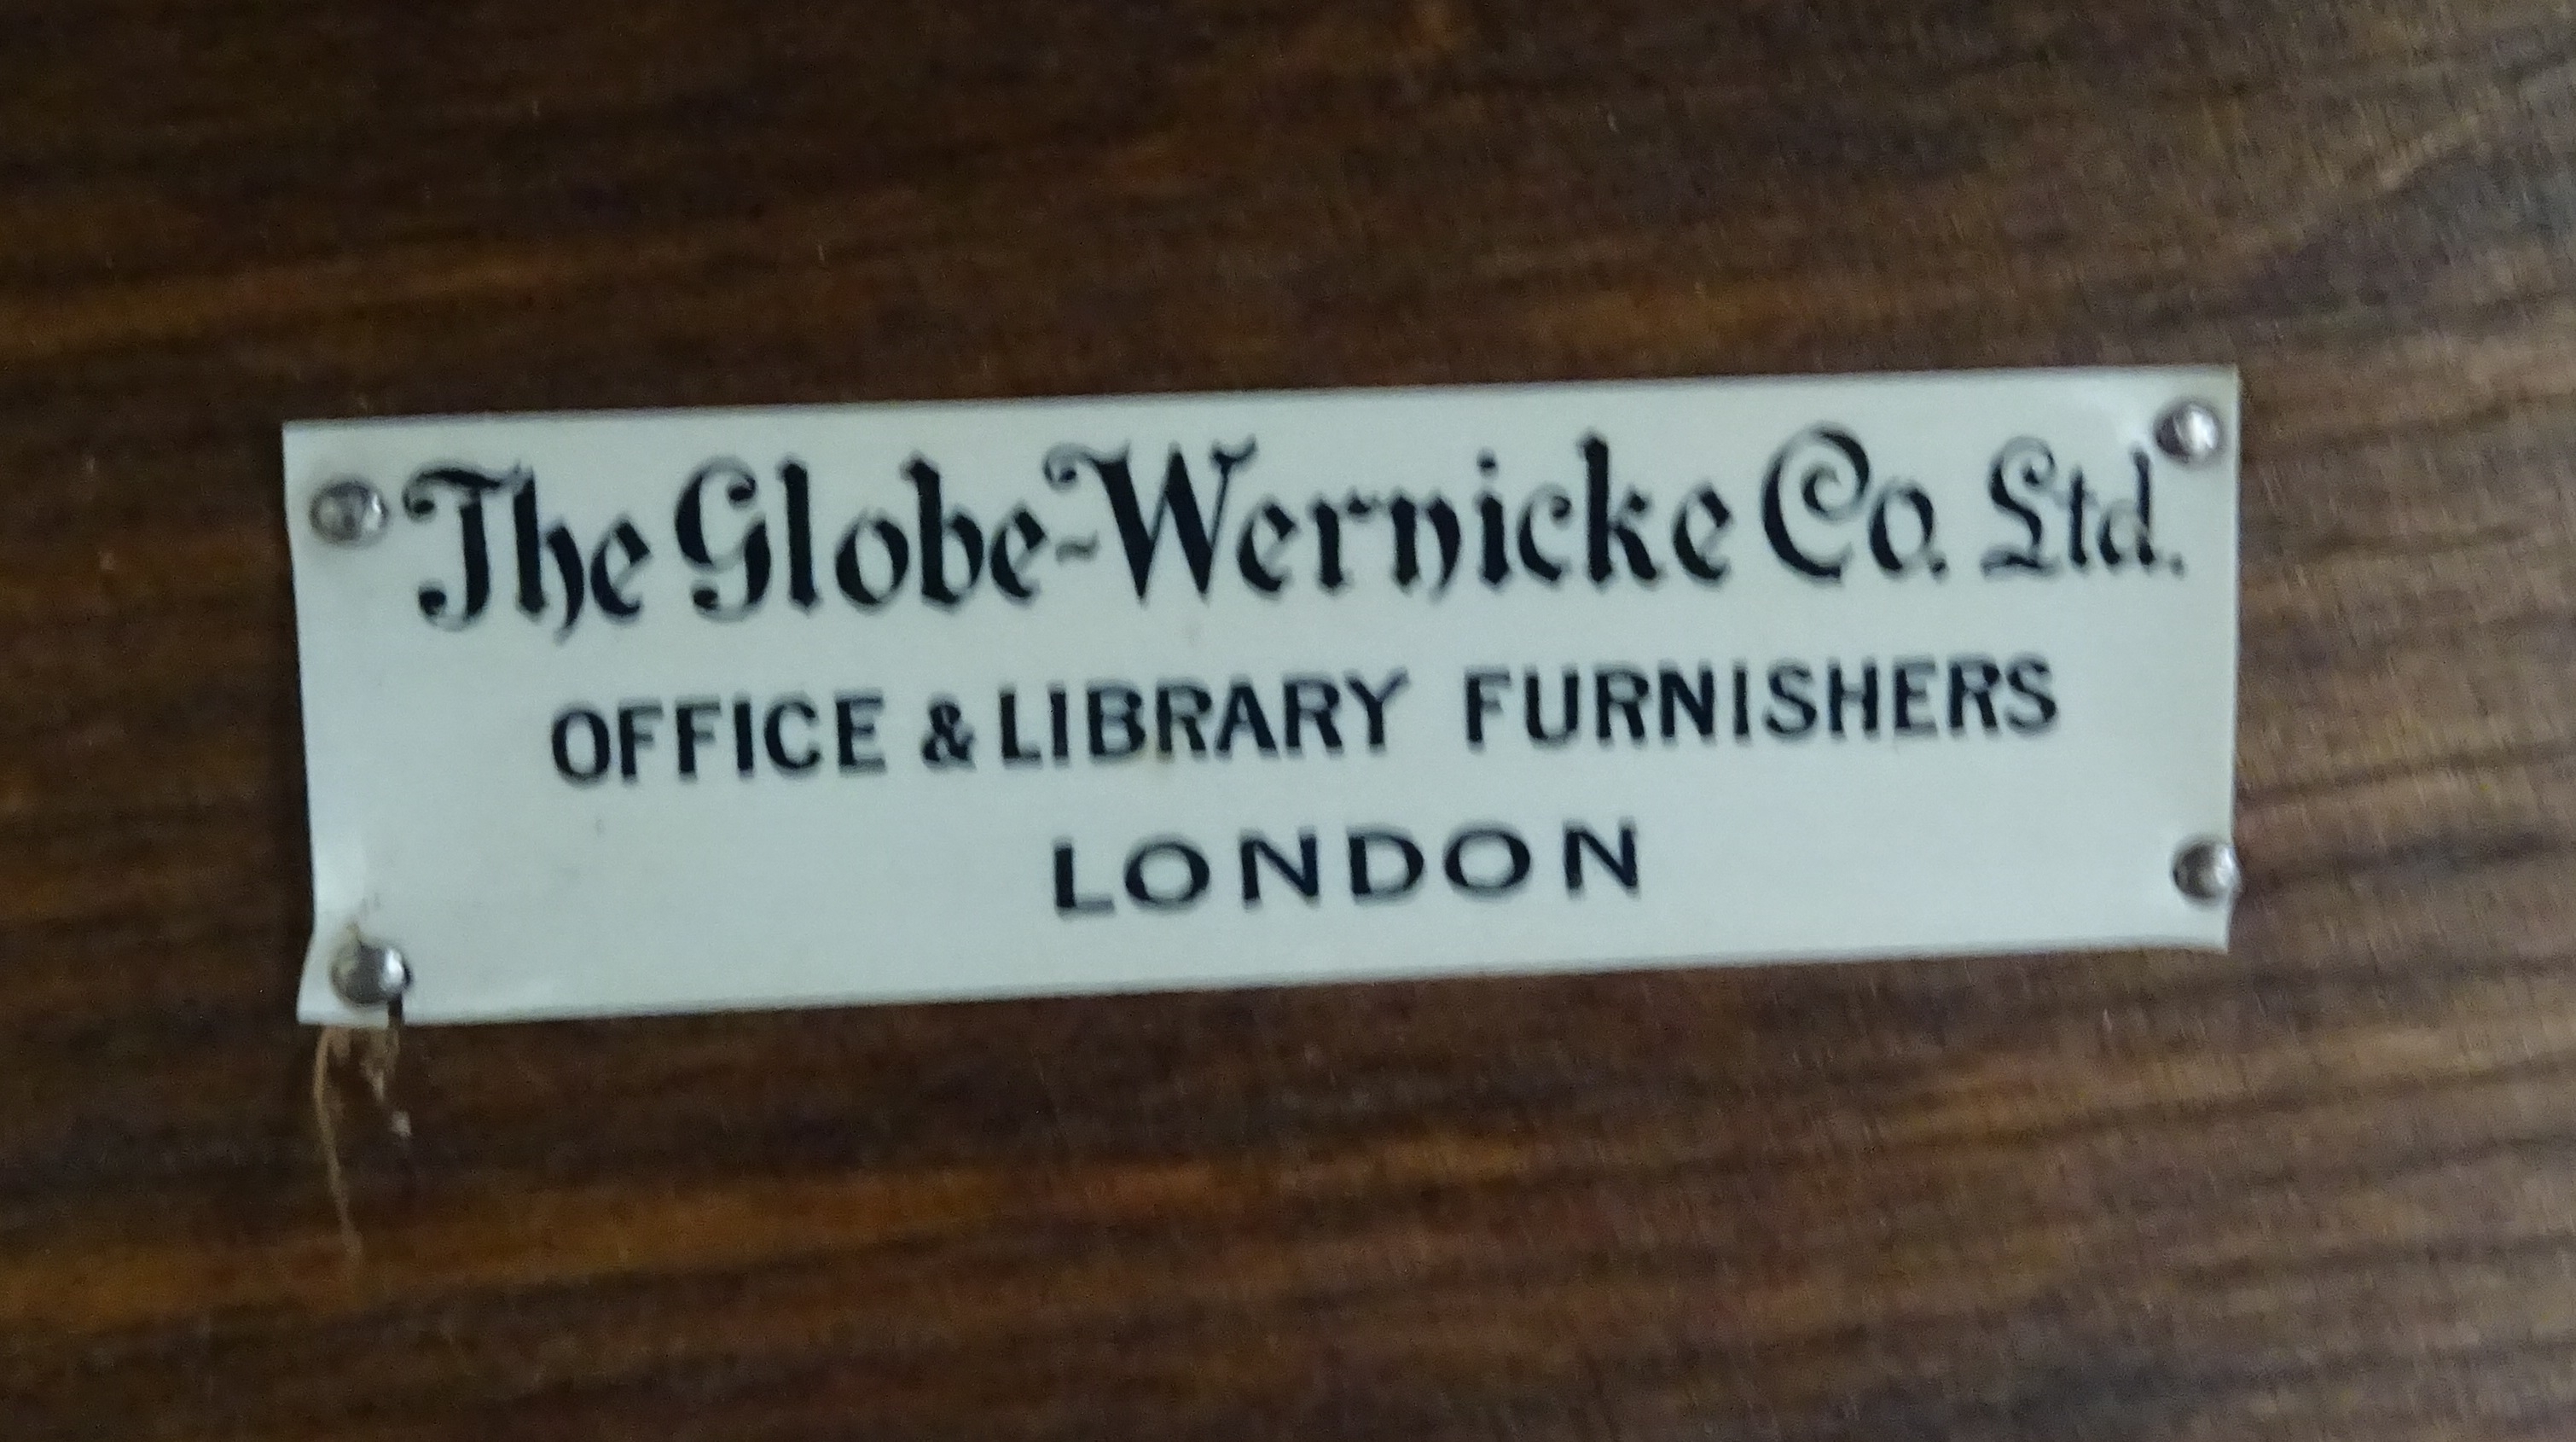 The Globe-Wernicke Co. Ltd.
OFFICE & LIBRARY FURNISHERS
LONDON